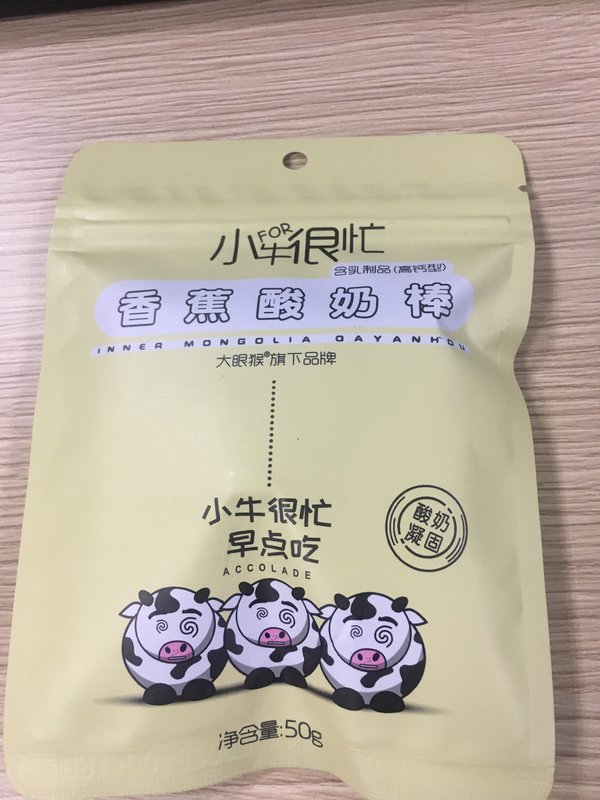 小牛很忙
FOR
含乳制品(高钙型)
香蕉酸奶棒
INNER MONGOLIA DAYANHOU
大眼猴®旗下品牌
小牛很忙
早点吃
ACCOLADE
酸奶
凝固
净含量:50g